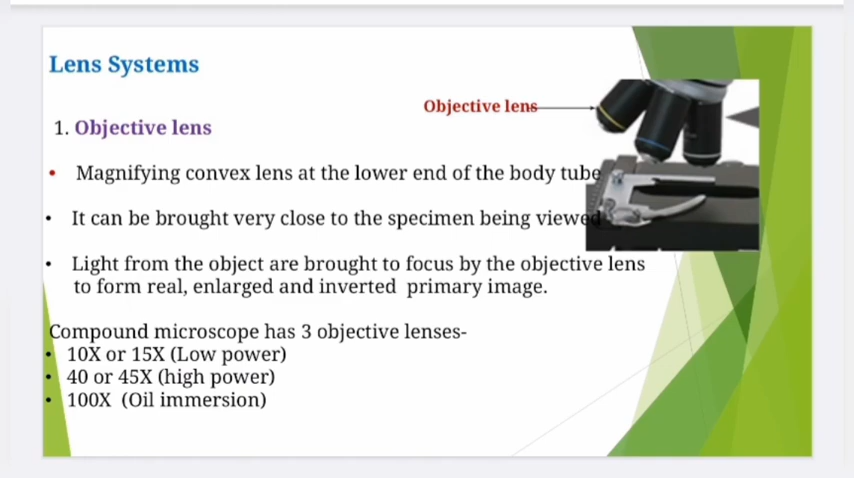 Lens Systems
Objective lens
1. Objective lens
• Magnifying convex lens at the lower end of the body tube
• It can be brought very close to the specimen being viewed
• Light from the object are brought to focus by the objective lens
to form real, enlarged and inverted primary image.
Compound microscope has 3 objective lenses-
• 10X or 15X (Low power)
• 40 or 45X (high power)
• 100X (Oil immersion)